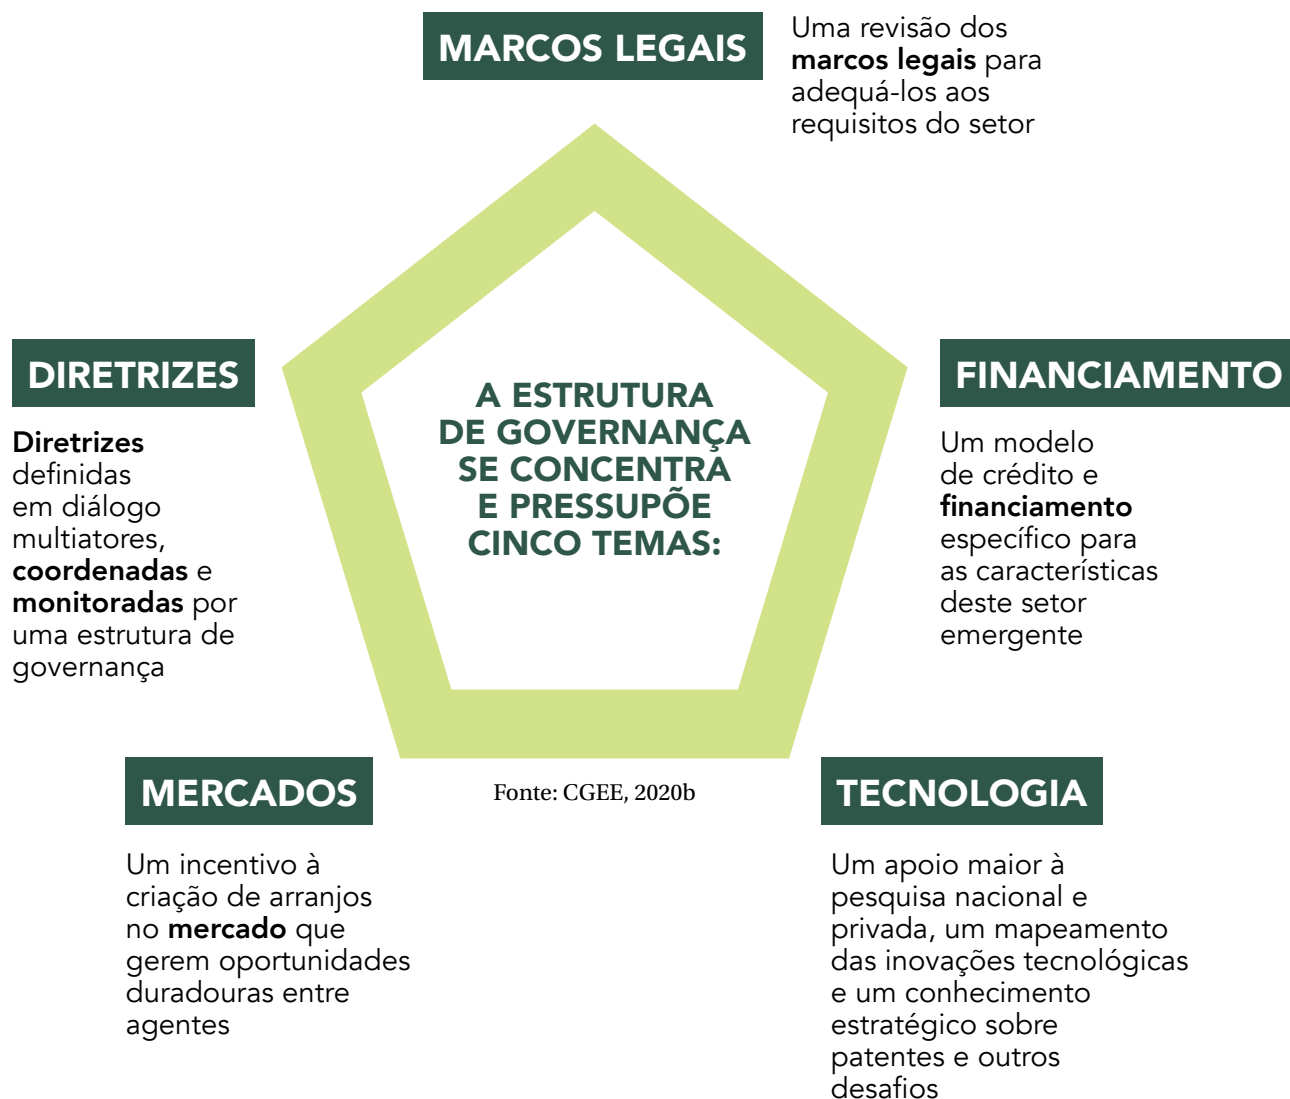 MARCOS LEGAIS
Uma revisão dos
marcos legais para
adequá-los aos
requisitos do setor
DIRETRIZES
Diretrizes
definidas
em diálogo
multiatores,
coordenadas e
monitoradas por
uma estrutura de
governança
A ESTRUTURA
DE GOVERNANÇA
SE CONCENTRA
E PRESSUPÕE
CINCO TEMAS:
FINANCIAMENTO
Um modelo
de crédito e
financiamento
específico para
as características
deste setor
emergente
MERCADOS
Um incentivo à
criação de arranjos
no mercado que
gerem oportunidades
duradouras entre
agentes
Fonte: CGEE, 2020b
TECNOLOGIA
Um apoio maior à
pesquisa nacional e
privada, um mapeamento
das inovações tecnológicas
e um conhecimento
estratégico sobre
patentes e outros
desafios